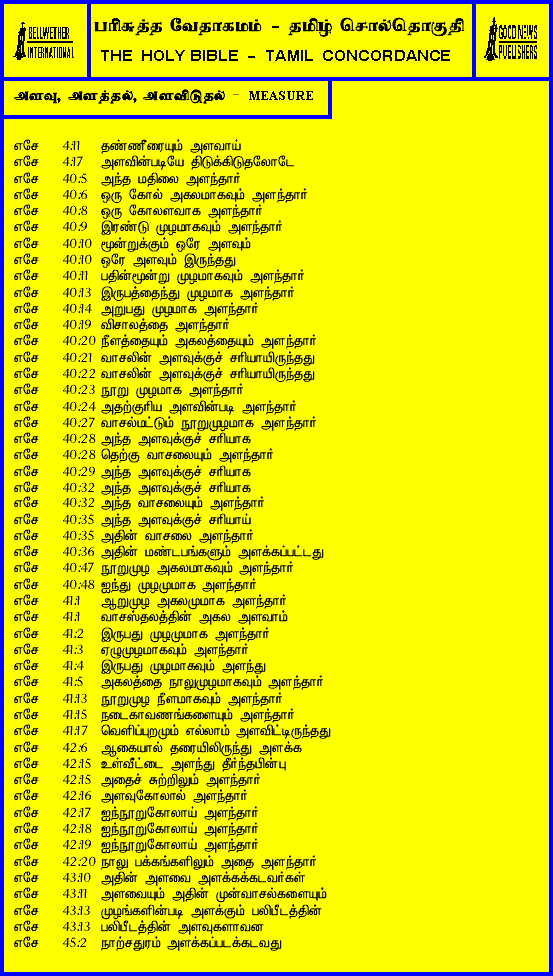 BELLWETHER
INTERNATIONAL
பரிசுத்த வேதாகமம் - தமிழ் சொல்தொகுதி
THE HOLY BIBLE - TAMIL CONCORDANCE
GOOD NEWS
PUBLISHERS
அளவு, அளத்தல், அளவிடுதல் - MEASURE
எசே 4:11 தண்ணீரையும் அளவாய்
எசே 4:17 அளவின்படியே திடுக்கிடுதலோடே
எசே 40:5 அந்த மதிலை அளந்தார்
எசே 40:6 ஒரு கோல் அகலமாகவும் அளந்தார்
எசே 40:8 ஒரு கோலளவாக அளந்தார்
எசே 40:9 இரண்டு முழமாகவும் அளந்தார்
எசே 40:10 மூன்றுக்கும் ஒரே அளவும்
எசே 40:10 ஒரே அளவும் இருந்தது
எசே 40:11 பதின்மூன்று முழமாகவும் அளந்தார்
எசே 40:13 இருபத்தைந்து முழமாக அளந்தார்
எசே 40:14 அறுபது முழமாக அளந்தார்
எசே 40:19 விசாலத்தை அளந்தார்
எசே 40:20 நீளத்தையும் அகலத்தையும் அளந்தார்
எசே 40:21 வாசலின் அளவுக்குச் சரியாயிருந்தது
எசே 40:22 வாசலின் அளவுக்குச் சரியாயிருந்தது
எசே 40:23 நூறு முழமாக அளந்தார்
எசே 40:24 அதற்குரிய அளவின்படி அளந்தார்
எசே 40:27 வாசல்மட்டும் நூறுமுழமாக அளந்தார்
எசே 40:28 அந்த அளவுக்குச் சரியாக
எசே 40:28 தெற்கு வாசலையும் அளந்தார்
எசே 40:29 அந்த அளவுக்குச் சரியாக
எசே 40:32 அந்த அளவுக்குச் சரியாக
எசே 40:32 அந்த வாசலையும் அளந்தார்
எசே 40:35 அந்த அளவுக்குச் சரியாய்
எசே 40:35 அதின் வாசலை அளந்தார்
எசே 40:36 அதின் மண்டபங்களும் அளக்கப்பட்டது
எசே 40:47 நூறுமுழ அகலமாகவும் அளந்தார்
எசே 40:48 ஐந்து முழமுமாக அளந்தார்
எசே 41:1 ஆறுமுழ அகலமுமாக அளந்தார்
எசே 41:1 வாசஸ்தலத்தின் அகல அளவாம்
எசே 41:2 இருபது முழமுமாக அளந்தார்
எசே 41:3 ஏழுமுழமாகவும் அளந்தார்
எசே 41:4 இருபது முழமாகவும் அளந்து
எசே 41:5 அகலத்தை நாலுமுழமாகவும் அளந்தார்
எசே 41:13 நூறுமுழ நீளமாகவும் அளந்தார்
எசே 41:15 நடைகாவணங்களையும் அளந்தார்
எசே 41:17 வெளிப்புறமும் எல்லாம் அளவிட்டிருந்தது
எசே 42:6 ஆகையால் தரையிலிருந்து அளக்க
எசே 42:15 உள்வீட்டை அளந்து தீர்ந்தபின்பு
எசே 42:15 அதைச் சுற்றிலும் அளந்தார்
எசே 42:16 அளவுகோலால் அளந்தார்
எசே 42:17 ஐந்நூறுகோலாய் அளந்தார்
எசே 42:18 ஐந்நூறுகோலாய் அளந்தார்
எசே 42:19 ஐந்நூறுகோலாய் அளந்தார்
எசே 42:20 நாலு பக்கங்களிலும் அதை அளந்தார்
எசே 43:10 அதின் அளவை அளக்கக்கடவர்கள்
எசே 43:11 அளவையும் அதின் முன்வாசல்களையும்
எசே 43:13 முழங்களின்படி அளக்கும் பலிபீடத்தின்
எசே 43:13 பலிபீடத்தின் அளவுகளாவன
எசே 45:2 நாற்சதுரம் அளக்கப்படக்கடவது